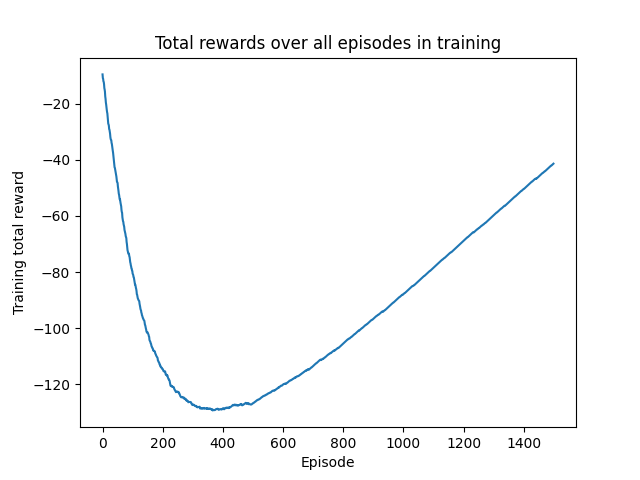 Total rewards over all episodes in training
Training total reward
−20
−40
−60
−80
−100
−120
0 200 400 600 800 1000 1200 1400
Episode